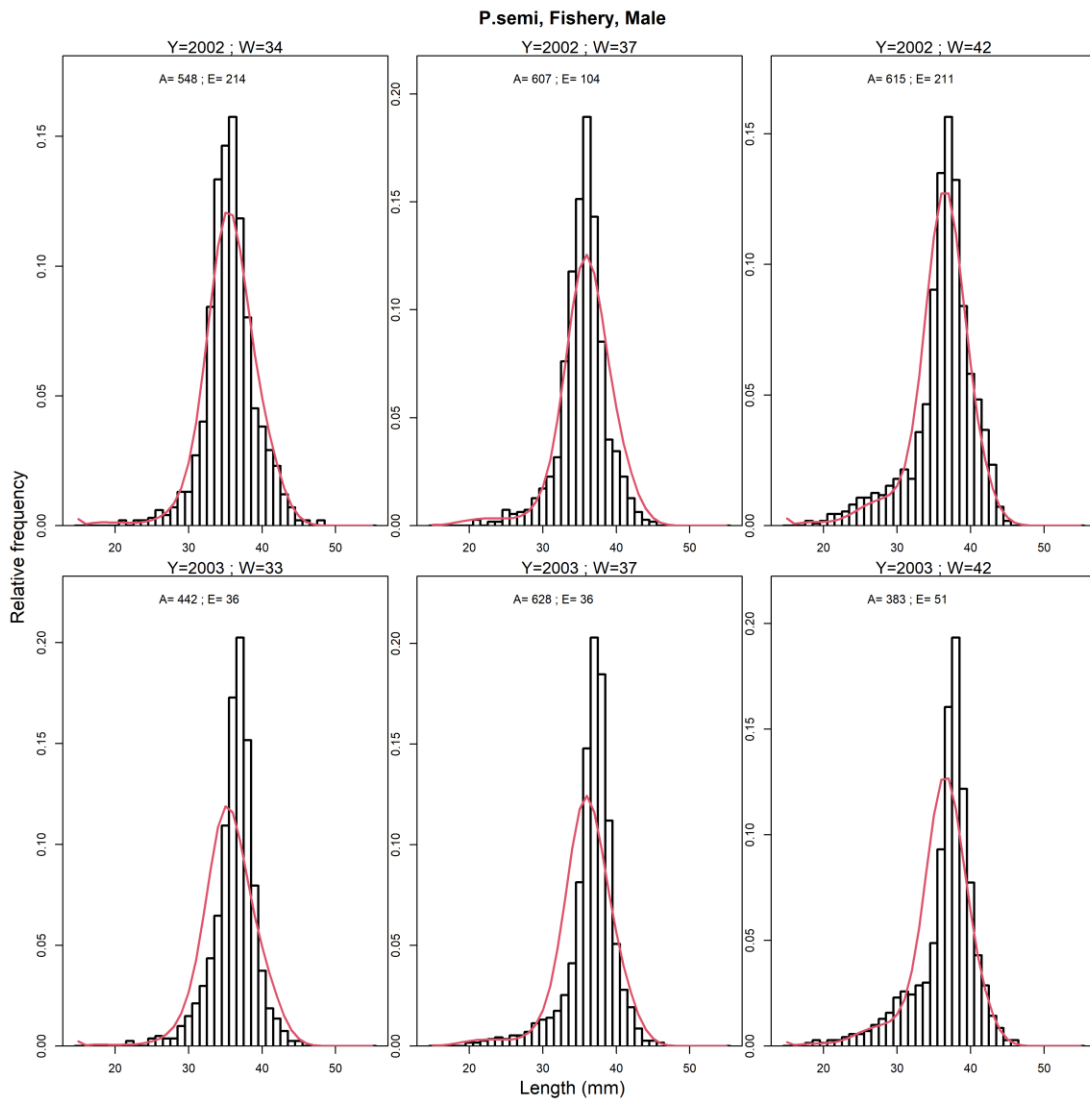 P.semi, Fishery, Male
Y=2002 ; W=34
Y=2002 ; W=37
Y=2002 ; W=42
A= 548 ; E= 214
A= 607 ; E= 104
A= 615 ; E= 211
0.15
0.10
0.05
0.00
0.20
0.15
0.10
0.05
0.00
0.15
0.10
0.05
0.00
20 30 40 50
20 30 40 50
20 30 40 50
Relative frequency
Y=2003 ; W=33
Y=2003 ; W=37
Y=2003 ; W=42
A= 442 ; E= 36
A= 628 ; E= 36
A= 383 ; E= 51
0.20
0.15
0.10
0.05
0.00
0.20
0.15
0.10
0.05
0.00
0.20
0.15
0.10
0.05
0.00
20 30 40 50
20 30 40 50
20 30 40 50
Length (mm)